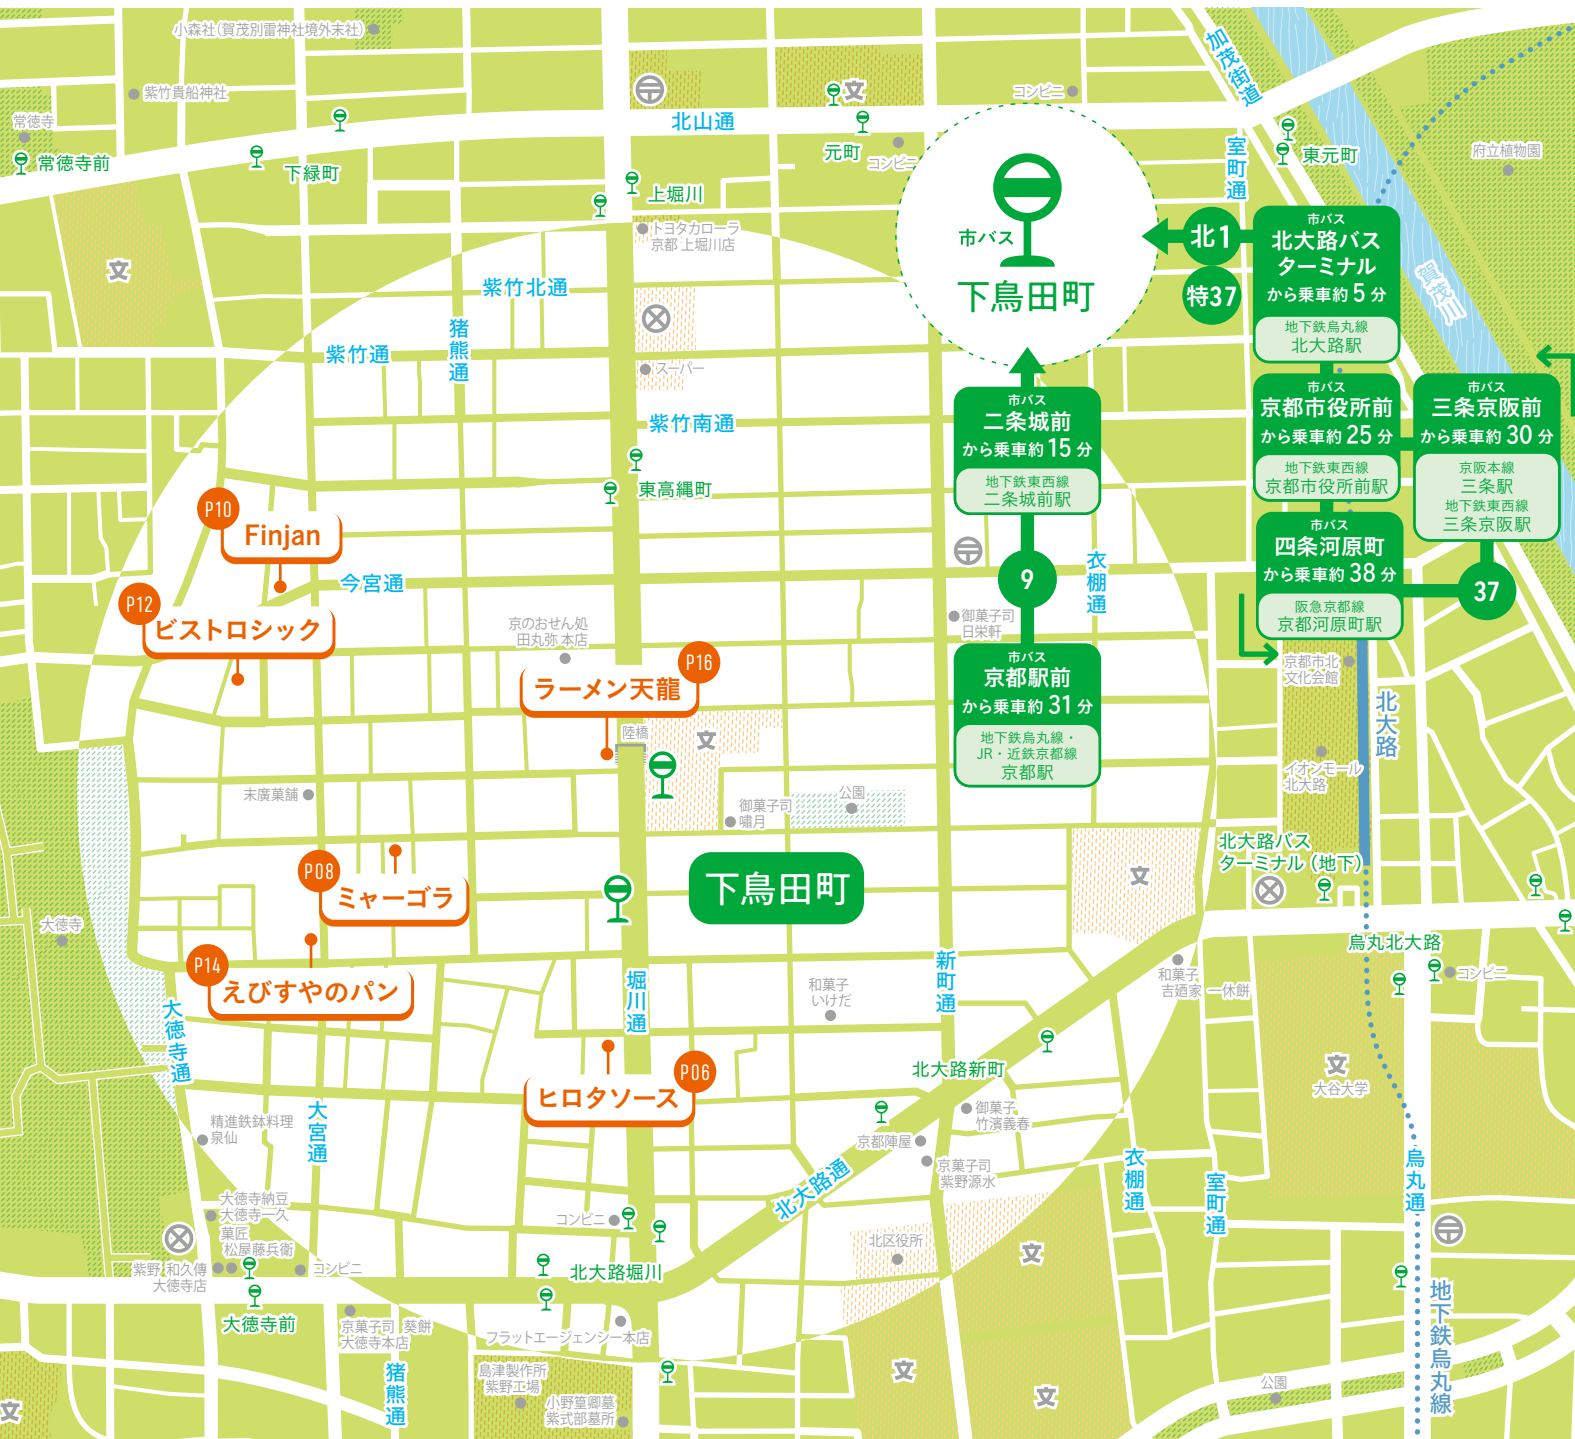 小森社(賀茂別雷神社境外末社)
加茂街道
紫竹貴船神社
常徳寺
常徳寺前
下緑町
北山通
元町
コンビニ
コンビニ
文
室町通
東元町
府立植物園
上堀川
トヨタカローラ
京都 上堀川店
文
市バス
下鳥田町
北1
特37
市バス
北大路バス
ターミナル
から乗車約 5 分
地下鉄烏丸線
北大路駅
賀茂川
紫竹北通
猪熊通
紫竹通
スーパー
紫竹南通
東高縄町
市バス
二条城前
から乗車約 15 分
地下鉄東西線
二条城前駅
市バス
京都市役所前
から乗車約 25 分
地下鉄東西線
京都市役所前駅
市バス
三条京阪前
から乗車約 30 分
京阪本線
三条駅
地下鉄東西線
三条京阪駅
市バス
四条河原町
から乗車約 38 分
阪急京都線
京都河原町駅
37
9
P10
Finjan
P12
ビストロシック
今宮通
衣棚通
御菓子司
日栄軒
京のおせん処
田丸弥 本店
P16
ラーメン天龍
市バス
京都駅前
から乗車約 31 分
地下鉄烏丸線・
JR・近鉄京都線
京都駅
京都市北
文化会館
北大路
イオンモール
北大路
陸橋
文
末廣菓舗
御菓子司
嘯月
公園
北大路バス
ターミナル(地下)
P08
ミャーゴラ
下鳥田町
文
大徳寺
烏丸北大路
コンビニ
P14
えびすやのパン
堀川通
新町通
和菓子
いけだ
和菓子
吉廼家 一休餅
大徳寺通
P06
ヒロタソース
北大路新町
文
大谷大学
御菓子
竹濱義春
京都陣屋
京菓子司
紫野源水
精進鉄鉢料理
泉仙
大宮通
衣棚通
室町通
烏丸通
北大路通
大徳寺納豆
大徳寺一久
菓匠
松屋藤兵衛
紫野 和久傳
大徳寺店
コンビニ
コンビニ
北区役所
文
北大路堀川
大徳寺前
京菓子司 葵餅
大徳寺本店
フラットエージェンシー本店
地下鉄烏丸線
猪熊通
島津製作所
紫野工場
小野篁卿墓
紫式部墓所
文
文
文
公園